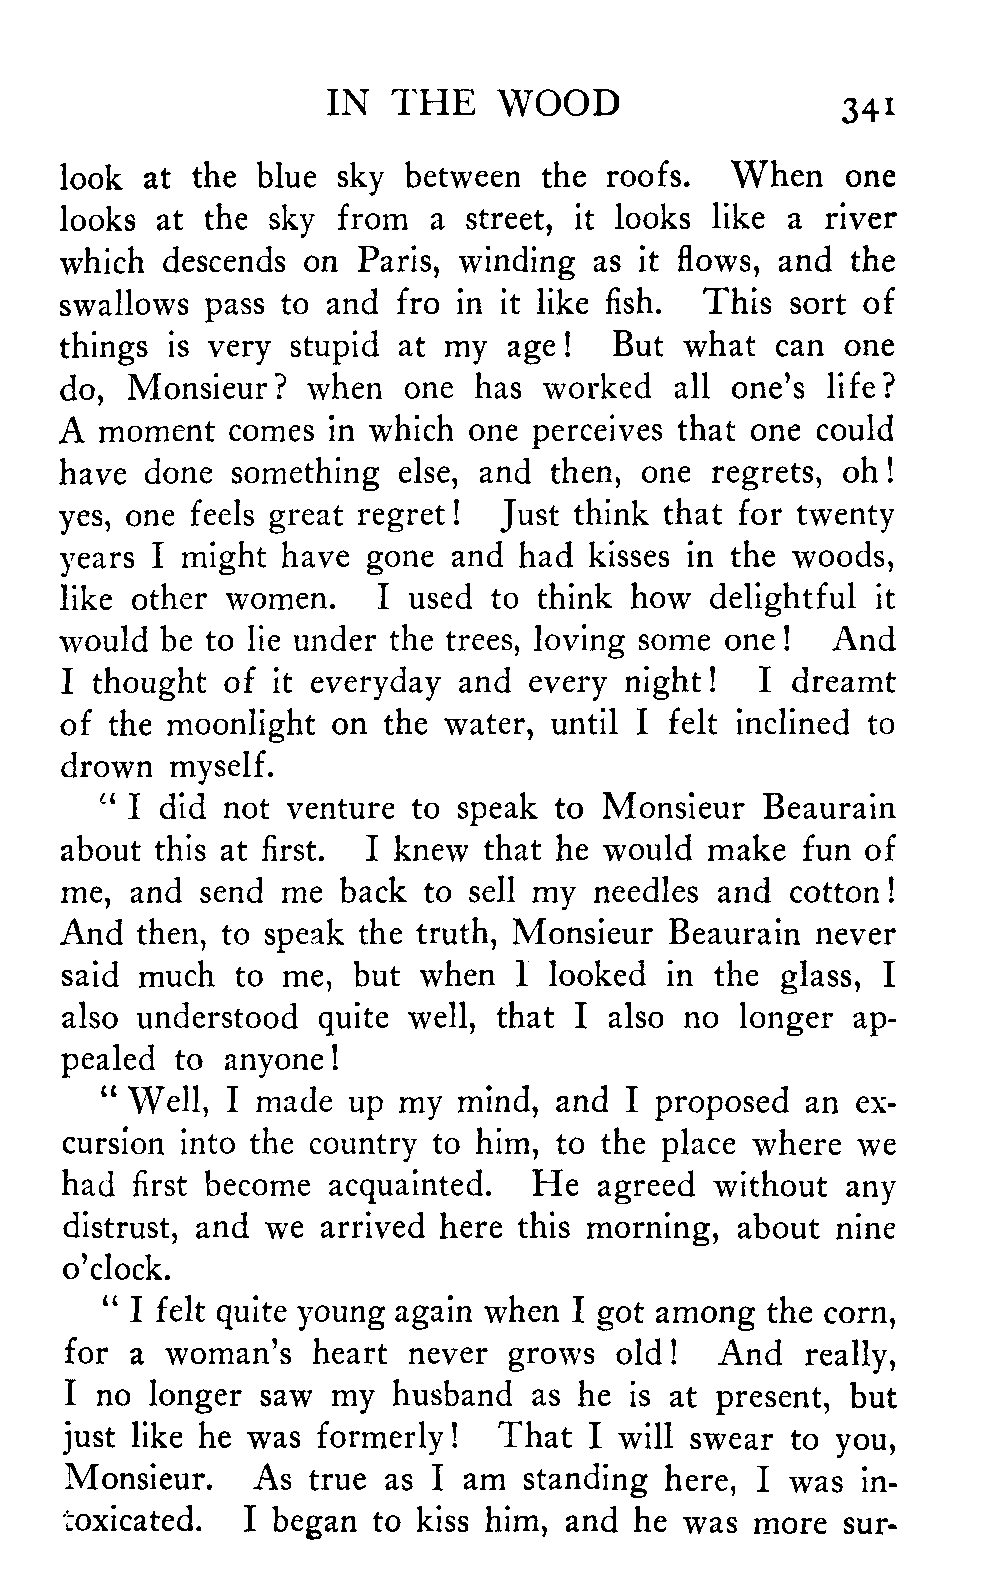 IN THE WOOD 341
look at the blue sky between the roofs. When one
looks at the sky from a street, it looks like a river
which descends on Paris, winding as it flows, and the
swallows pass to and fro in it like fish. This sort of
things is very stupid at my age! But what can one
do, Monsieur? when one has worked all one's life?
A moment comes in which one perceives that one could
have done something else, and then, one regrets, oh!
yes, one feels great regret! Just think that for twenty
years I might have gone and had kisses in the woods,
like other women. I used to think how delightful it
would be to lie under the trees, loving some one! And
I thought of it everyday and every night! I dreamt
of the moonlight on the water, until I felt inclined to
drown myself.
"I did not venture to speak to Monsieur Beaurain
about this at first. I knew that he would make fun of
me, and send me back to sell my needles and cotton!
And then, to speak the truth, Monsieur Beaurain never
said much to me, but when I looked in the glass, I
also understood quite well, that I also no longer ap-
pealed to anyone!
"Well, I made up my mind, and I proposed an ex-
cursion into the country to him, to the place where we
had first become acquainted. He agreed without any
distrust, and we arrived here this morning, about nine
o'clock.
"I felt quite young again when I got among the corn,
for a woman's heart never grows old! And really,
I no longer saw my husband as he is at present, but
just like he was formerly! That I will swear to you,
Monsieur. As true as I am standing here, I was in-
toxicated. I began to kiss him, and he was more sur-